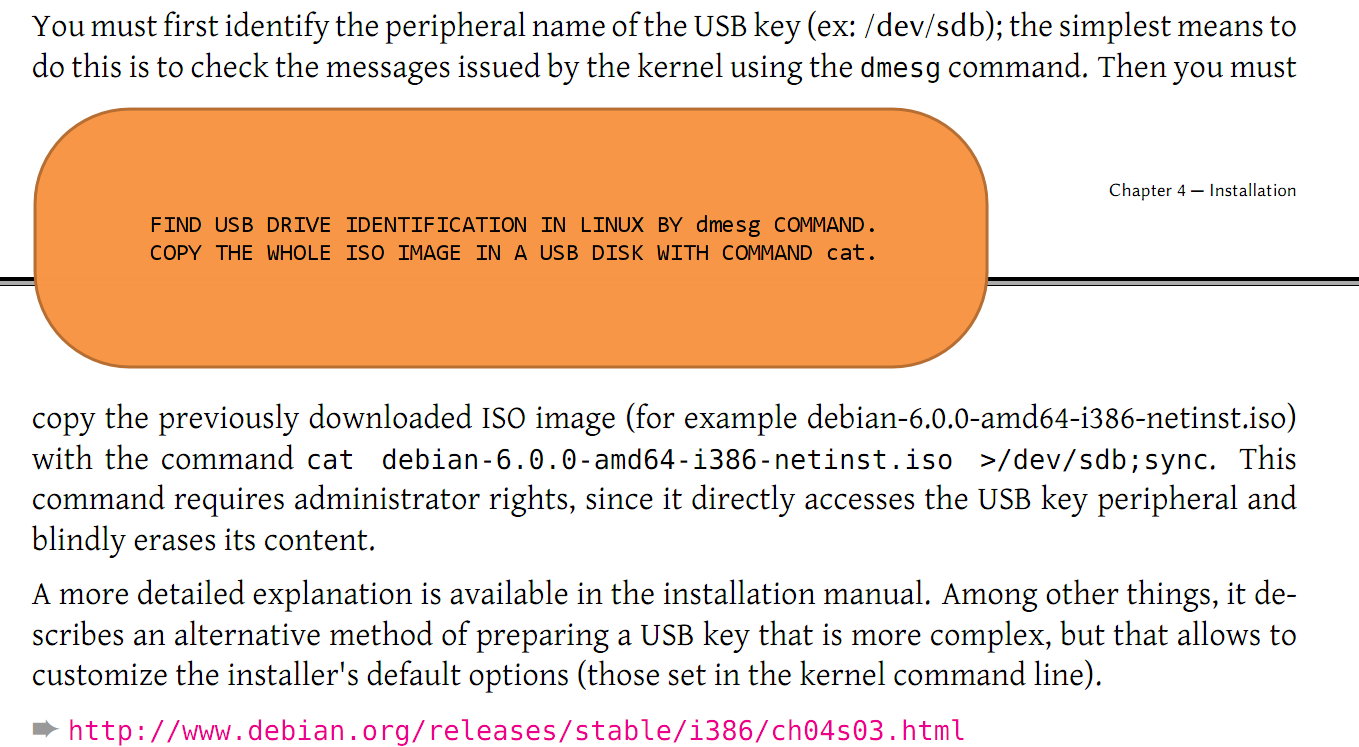 You must first identify the peripheral name of the USB key (ex: /dev/sdb); the simplest means to
do this is to check the messages issued by the kernel using the dmesg command. Then you must
Chapter 4 — Installation
FIND USB DRIVE IDENTIFICATION IN LINUX BY dmesg COMMAND.
COPY THE WHOLE ISO IMAGE IN A USB DISK WITH COMMAND cat.
copy the previously downloaded ISO image (for example debian-6.0.0-amd64-i386-netinst.iso)
with the command cat debian-6.0.0-amd64-i386-netinst.iso >/dev/sdb;sync. This
command requires administrator rights, since it directly accesses the USB key peripheral and
blindly erases its content.
A more detailed explanation is available in the installation manual. Among other things, it de-
scribes an alternative method of preparing a USB key that is more complex, but that allows to
customize the installer's default options (those set in the kernel command line).
➨ http://www.debian.org/releases/stable/i386/ch04s03.html